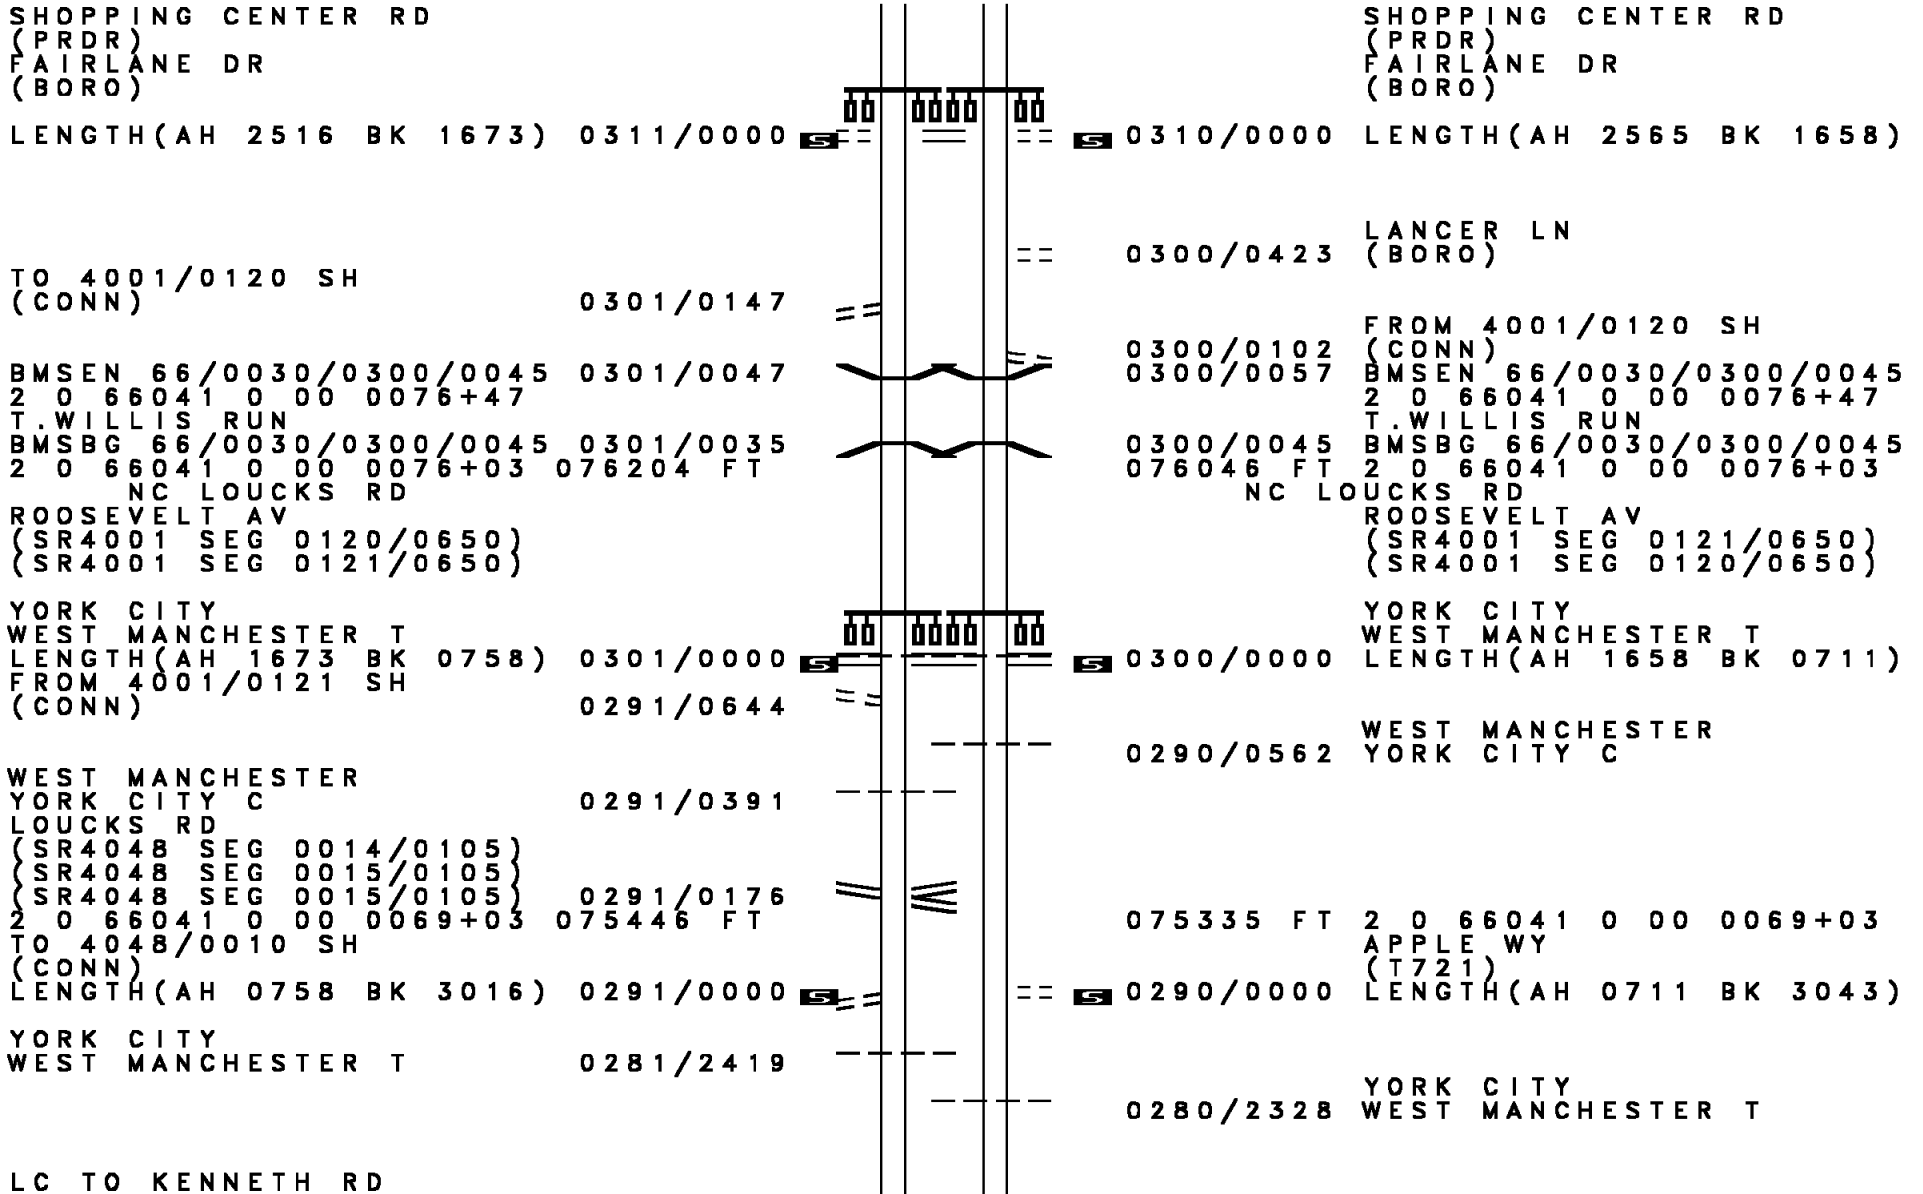 SHOPPING CENTER RD
(PRDR)
FAIRLANE DR
(BORO)
LENGTH(AH 2516 BK 1673) 0311/0000 S
TO 4001/0120 SH
(CONN) 0301/0147
BMSEN 66/0030/0300/0045 0301/0047
2 0 66041 0 00 0076+47
T.WILLIS RUN
BMSBG 66/0030/0300/0045 0301/0035
2 0 66041 0 00 0076+03 076204 FT
NC LOUCKS RD
ROOSEVELT AV
(SR4001 SEG 0120/0650)
(SR4001 SEG 0121/0650)
YORK CITY
WEST MANCHESTER T
LENGTH(AH 1673 BK 0758) 0301/0000 S
FROM 4001/0121 SH
(CONN) 0291/0644
WEST MANCHESTER
YORK CITY C 0291/0391
LOUCKS RD
(SR4048 SEG 0014/0105)
(SR4048 SEG 0015/0105)
(SR4048 SEG 0015/0105) 0291/0176
2 0 66041 0 00 0069+03 075446 FT
TO 4048/0010 SH
(CONN)
LENGTH(AH 0758 BK 3016) 0291/0000 S
YORK CITY
WEST MANCHESTER T 0281/2419
LC TO KENNETH RD
SHOPPING CENTER RD
(PRDR)
FAIRLANE DR
(BORO)
S 0310/0000 LENGTH(AH 2565 BK 1658)
LANCER LN
0300/0423 (BORO)
FROM 4001/0120 SH
0300/0102 (CONN)
0300/0057 BMSEN 66/0030/0300/0045
2 0 66041 0 00 0076+47
T.WILLIS RUN
0300/0045 BMSBG 66/0030/0300/0045
076046 FT 2 0 66041 0 00 0076+03
NC LOUCKS RD
ROOSEVELT AV
(SR4001 SEG 0121/0650)
(SR4001 SEG 0120/0650)
YORK CITY
WEST MANCHESTER T
S 0300/0000 LENGTH(AH 1658 BK 0711)
WEST MANCHESTER
0290/0562 YORK CITY C
075335 FT 2 0 66041 0 00 0069+03
APPLE WY
(T721)
S 0290/0000 LENGTH(AH 0711 BK 3043)
YORK CITY
0280/2328 WEST MANCHESTER T